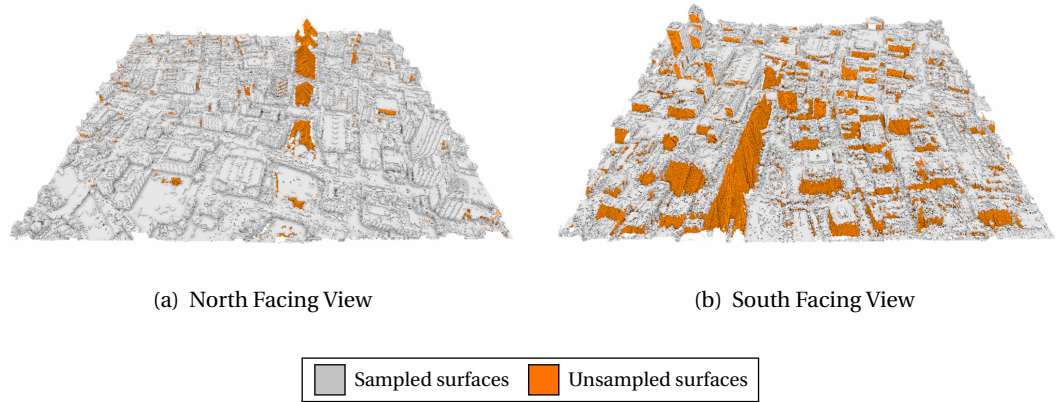 (a) North Facing View
(b) South Facing View
Sampled surfaces
Unsampled surfaces